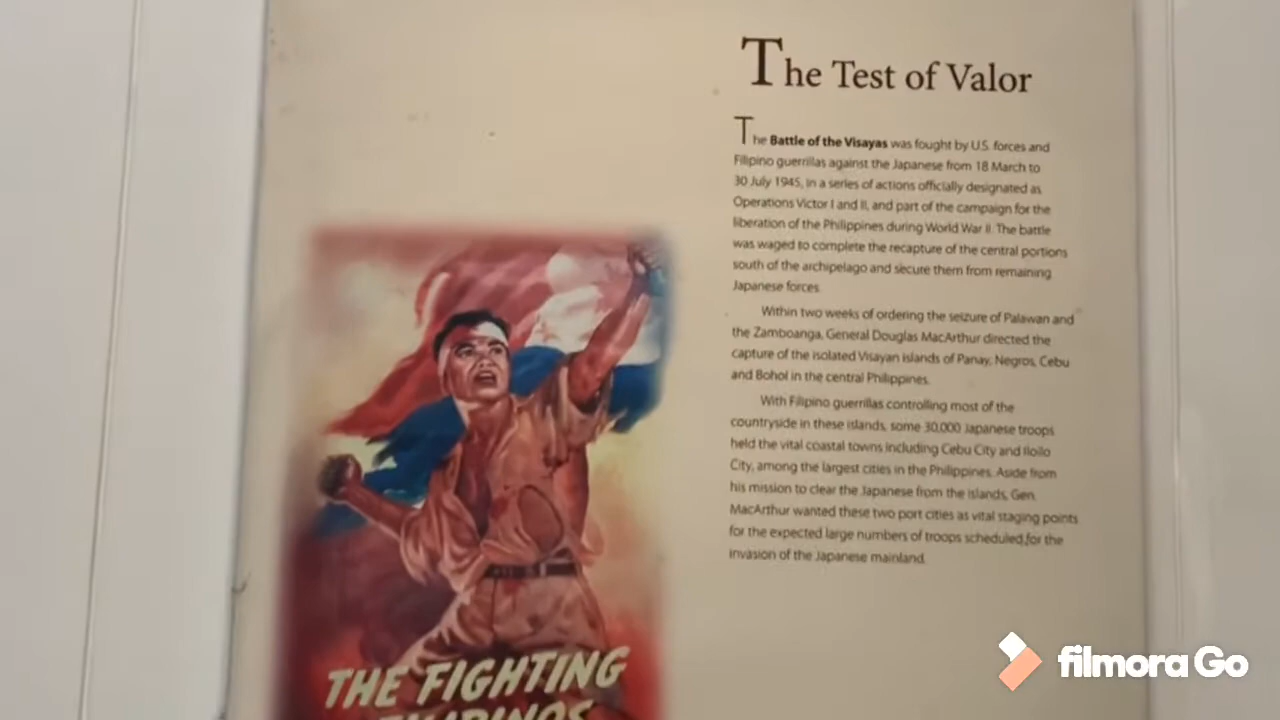 The Test of Valor
The Battle of the Visayas was fought by U.S. forces and
Filipino guerrillas against the Japanese from 18 March to
30 July 1945, in a series of actions officially designated as
Operations Victor I and II, and part of the campaign for the
liberation of the Philippines during World War II. The battle
was waged to complete the recapture of the central portions
south of the archipelago and secure them from remaining
Japanese forces.
Within two weeks of ordering the seizure of Palawan and
the Zamboanga, General Douglas MacArthur directed the
capture of the isolated Visayan islands of Panay, Negros, Cebu
and Bohol in the central Philippines.
With Filipino guerrillas controlling most of the
countryside in these islands, some 30,000 Japanese troops
held the vital coastal towns including Cebu City and Iloilo
City, among the largest cities in the Philippines. Aside from
his mission to clear the Japanese from the islands, Gen.
MacArthur wanted these two port cities as vital staging points
for the expected large numbers of troops scheduled for the
invasion of the Japanese mainland.
THE FIGHTING
FILIPINOS
filmora Go